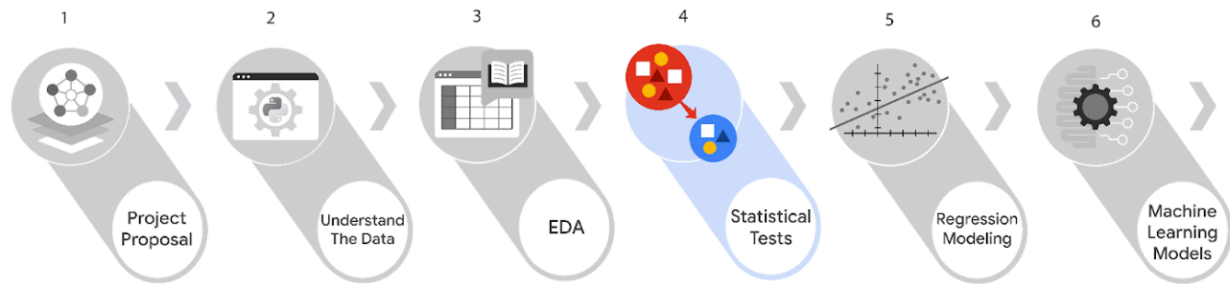 1
2
3
4
5
6
Project
Proposal
Understand
The Data
EDA
Statistical
Tests
Regression
Modeling
Machine
Learning
Models